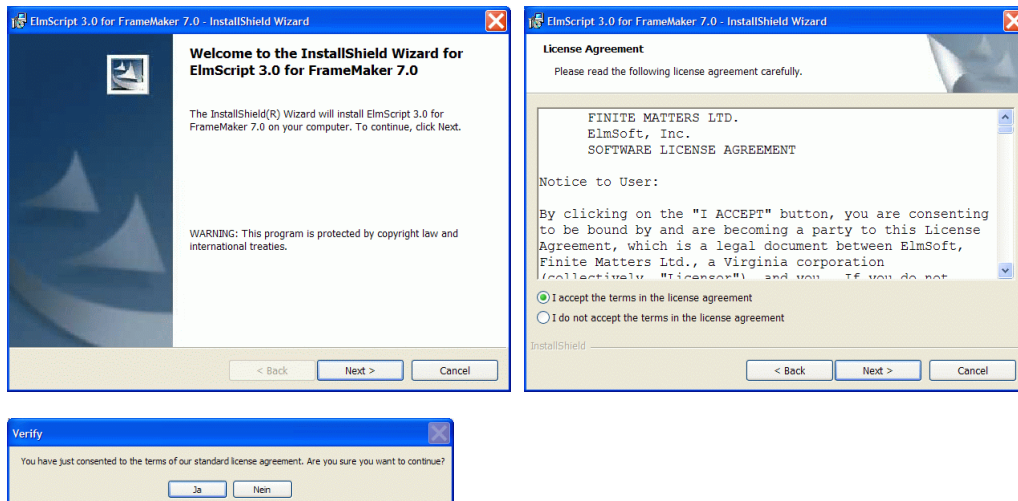 ElmScript 3.0 for FrameMaker 7.0 - InstallShield Wizard
Welcome to the InstallShield Wizard for
ElmScript 3.0 for FrameMaker 7.0
The InstallShield(R) Wizard will install ElmScript 3.0 for
FrameMaker 7.0 on your computer. To continue, click Next.
WARNING: This program is protected by copyright law and
international treaties.
< Back Next > Cancel
ElmScript 3.0 for FrameMaker 7.0 - InstallShield Wizard
License Agreement
Please read the following license agreement carefully.
FINITE MATTERS LTD.
ElmSoft, Inc.
SOFTWARE LICENSE AGREEMENT
Notice to User:
By clicking on the "I ACCEPT" button, you are consenting
to be bound by and are becoming a party to this License
Agreement, which is a legal document between ElmSoft,
Finite Matters Ltd., a Virginia corporation
(collectively, "Licensor"), and you. If you do not
I accept the terms in the license agreement
I do not accept the terms in the license agreement
InstallShield
< Back Next > Cancel
Verify
You have just consented to the terms of our standard license agreement. Are you sure you want to continue?
Ja Nein